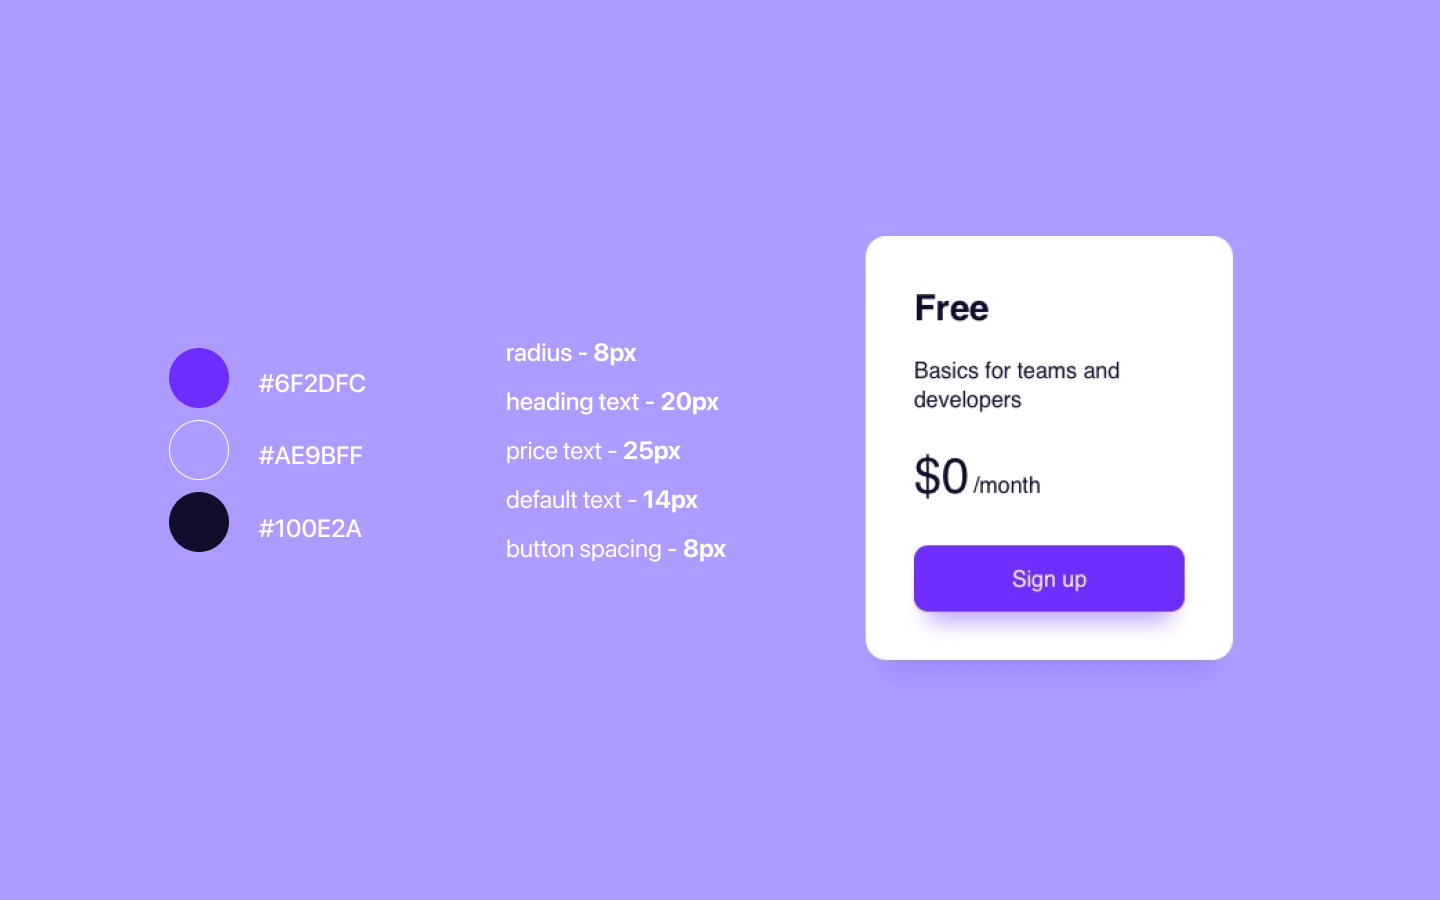 #6F2DFC
#AE9BFF
#100E2A
radius - 8px
heading text - 20px
price text - 25px
default text - 14px
button spacing - 8px
Free
Basics for teams and
developers
$0 /month
Sign up